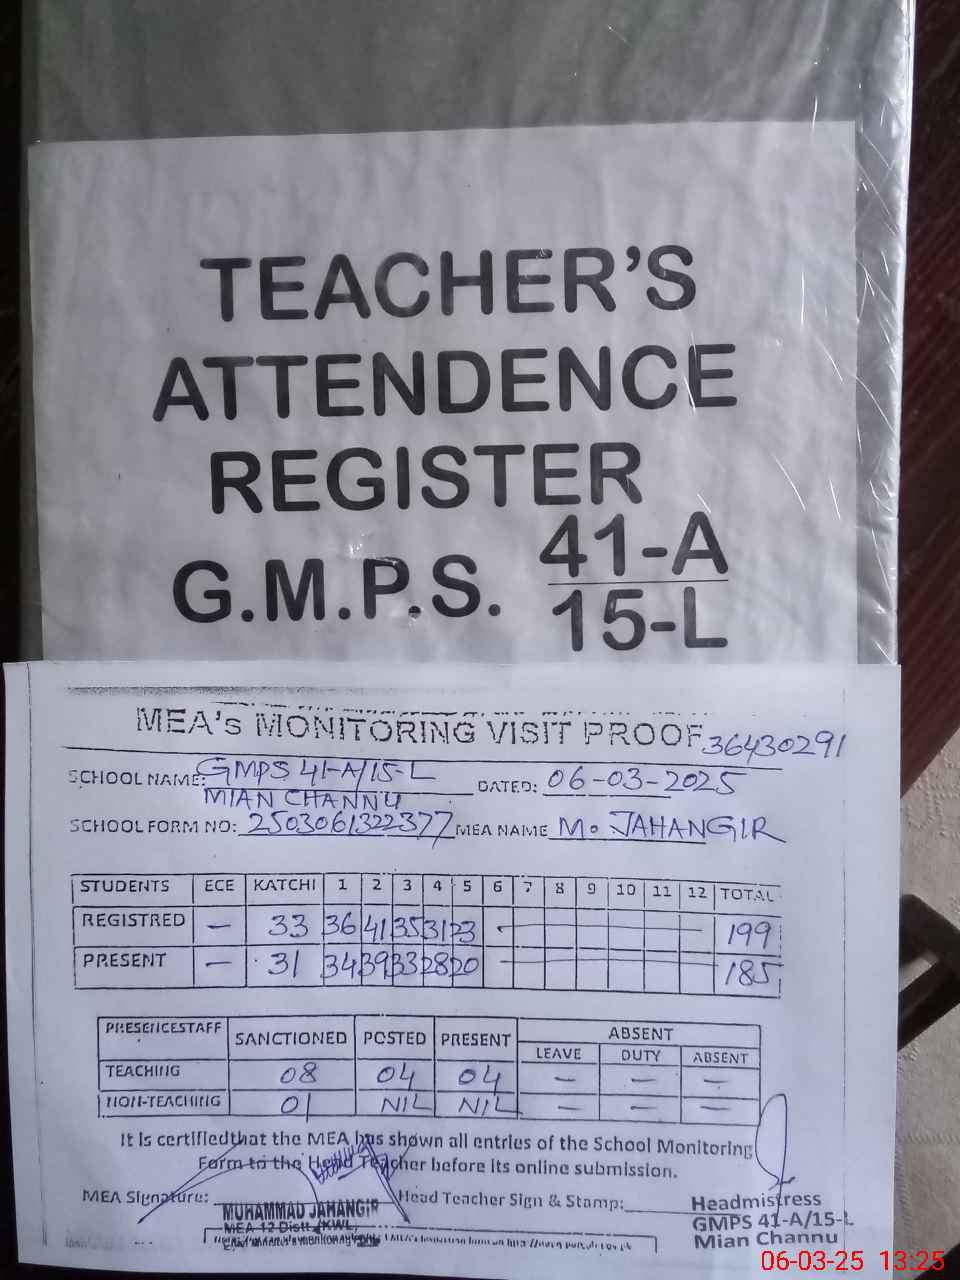 TEACHER'S
ATTENDENCE
REGISTER
G.M.P.S. 41-A
15-L
MEA's MONITORING VISIT PROOF 36430291
SCHOOL NAME: GMPS 41-A/15-L DATED: 06-03-2025
MIAN CHANNU
SCHOOL FORM NO: 2503061322377 MEA NAME M. JAHANGIR
STUDENTS ECE KATCHI 1 2 3 4 5 6 7 8 9 10 11 12 TOTAL
REGISTRED – 33 36 41 35 31 23 199
PRESENT – 31 34 39 33 28 20 185
PRESENCESTAFF SANCTIONED POSTED PRESENT ABSENT
LEAVE DUTY ABSENT
TEACHING 08 04 04 – – –
NON-TEACHING 01 NIL NIL – – –
It is certifiedthat the MEA has shown all entries of the School Monitoring
Form to the Head Teacher before its online submission.
MEA Signature: Head Teacher Sign & Stamp:
MUHAMMAD JAHANGIR
MEA 12 Distt. (KWL)
Headmistress
GMPS 41-A/15-L
Mian Channu
06-03-25 13:25